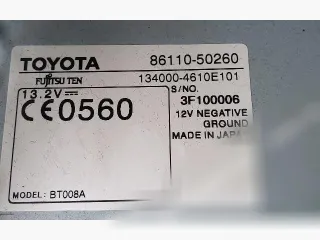 TOYOTA 86110-50260
FUJITSU TEN 134000-4610E101
13.2V⎓ S/NO.
CE0560 3F100006
12V NEGATIVE
GROUND
MADE IN JAPAN
MODEL: BT008A